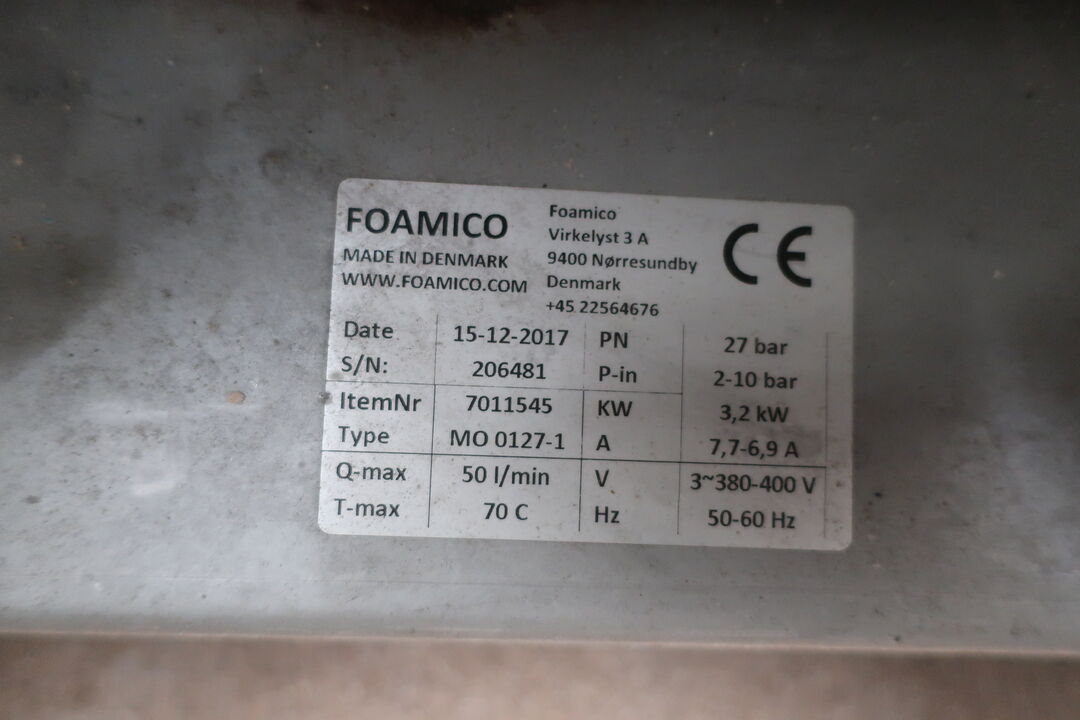 FOAMICO
MADE IN DENMARK
WWW.FOAMICO.COM
Foamico
Virkelyst 3 A
9400 Nørresundby
Denmark
+45 22564676
CE
Date 15-12-2017 PN 27 bar
S/N: 206481 P-in 2-10 bar
ItemNr 7011545 KW 3,2 kW
Type MO 0127-1 A 7,7-6,9 A
Q-max 50 l/min V 3~380-400 V
T-max 70 C Hz 50-60 Hz